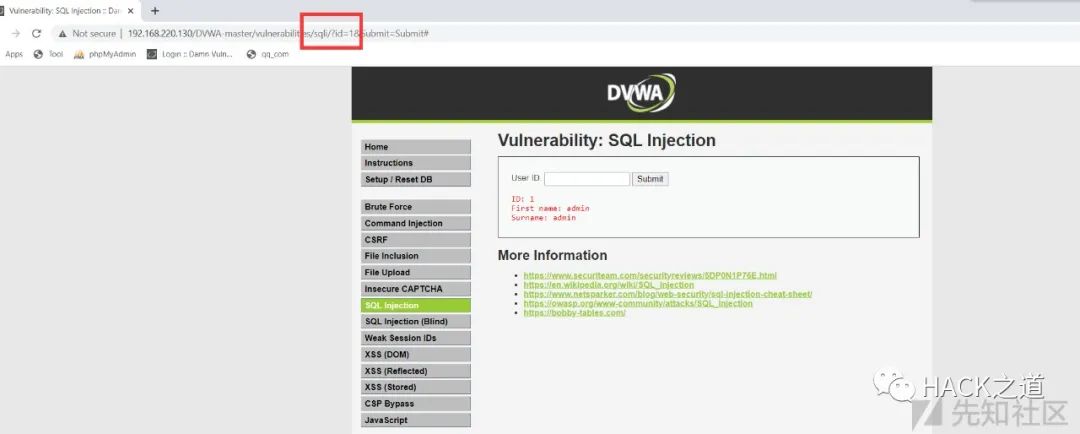 Vulnerability: SQL Injection :: Da
Not secure | 192.168.220.130/DVWA-master/vulnerabilities/sqli/?id=1&Submit=Submit#
Apps Tool phpMyAdmin Login :: Damn Vuln... qq_com
DVWA
Home
Instructions
Setup / Reset DB
Brute Force
Command Injection
CSRF
File Inclusion
File Upload
Insecure CAPTCHA
SQL Injection
SQL Injection (Blind)
Weak Session IDs
XSS (DOM)
XSS (Reflected)
XSS (Stored)
CSP Bypass
JavaScript
Vulnerability: SQL Injection
User ID: Submit
ID: 1
First name: admin
Surname: admin
More Information
https://www.securiteam.com/securityreviews/5DP0N1P76E.html
https://en.wikipedia.org/wiki/SQL_injection
https://www.netsparker.com/blog/web-security/sql-injection-cheat-sheet/
https://owasp.org/www-community/attacks/SQL_Injection
https://bobby-tables.com/
HACK之道
先知社区